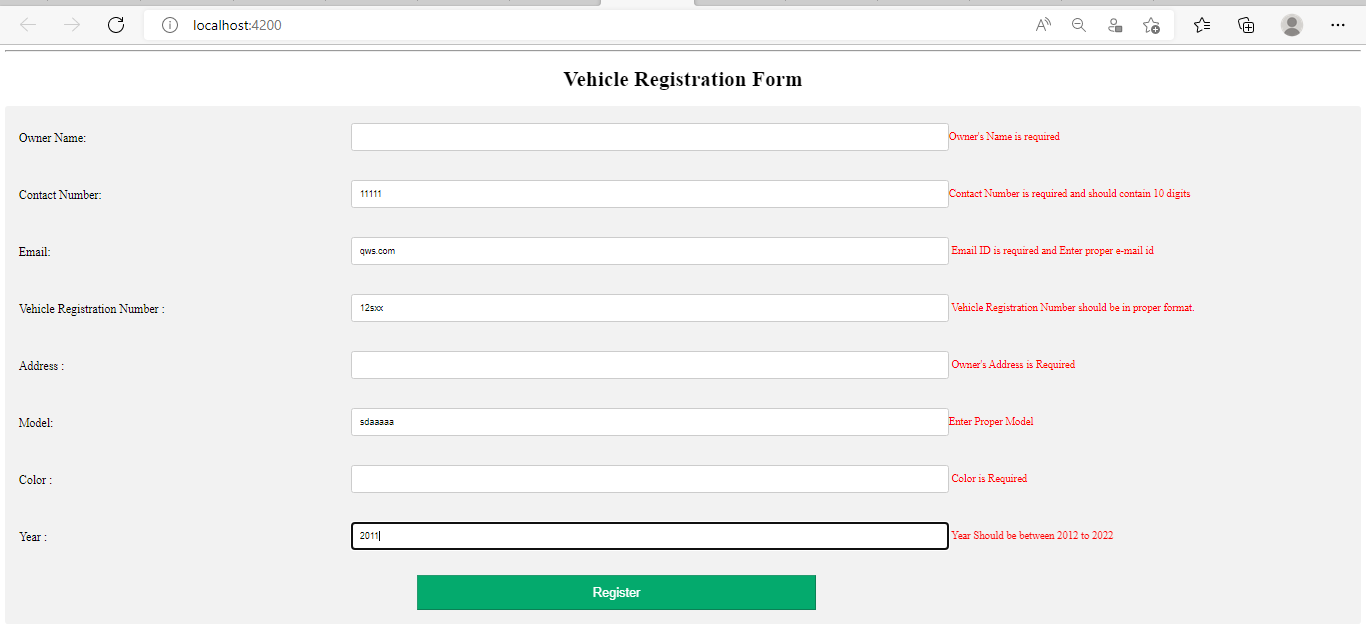 localhost:4200
Vehicle Registration Form
Owner Name: Owner's Name is required
Contact Number: 11111 Contact Number is required and should contain 10 digits
Email: qws.com Email ID is required and Enter proper e-mail id
Vehicle Registration Number : 12sxx Vehicle Registration Number should be in proper format.
Address : Owner's Address is Required
Model: sdaaaaa Enter Proper Model
Color : Color is Required
Year : 2011 Year Should be between 2012 to 2022
Register